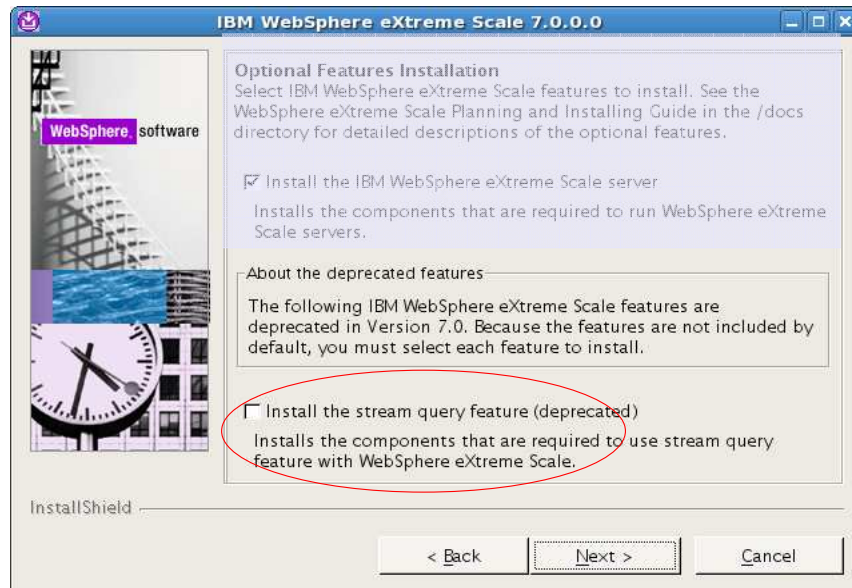 IBM WebSphere eXtreme Scale 7.0.0.0
WebSphere. software
Optional Features Installation
Select IBM WebSphere eXtreme Scale features to install. See the
WebSphere eXtreme Scale Planning and Installing Guide in the /docs
directory for detailed descriptions of the optional features.
Install the IBM WebSphere eXtreme Scale server
Installs the components that are required to run WebSphere eXtreme
Scale servers.
About the deprecated features
The following IBM WebSphere eXtreme Scale features are
deprecated in Version 7.0. Because the features are not included by
default, you must select each feature to install.
Install the stream query feature (deprecated)
Installs the components that are required to use stream query
feature with WebSphere eXtreme Scale.
InstallShield
< Back
Next >
Cancel